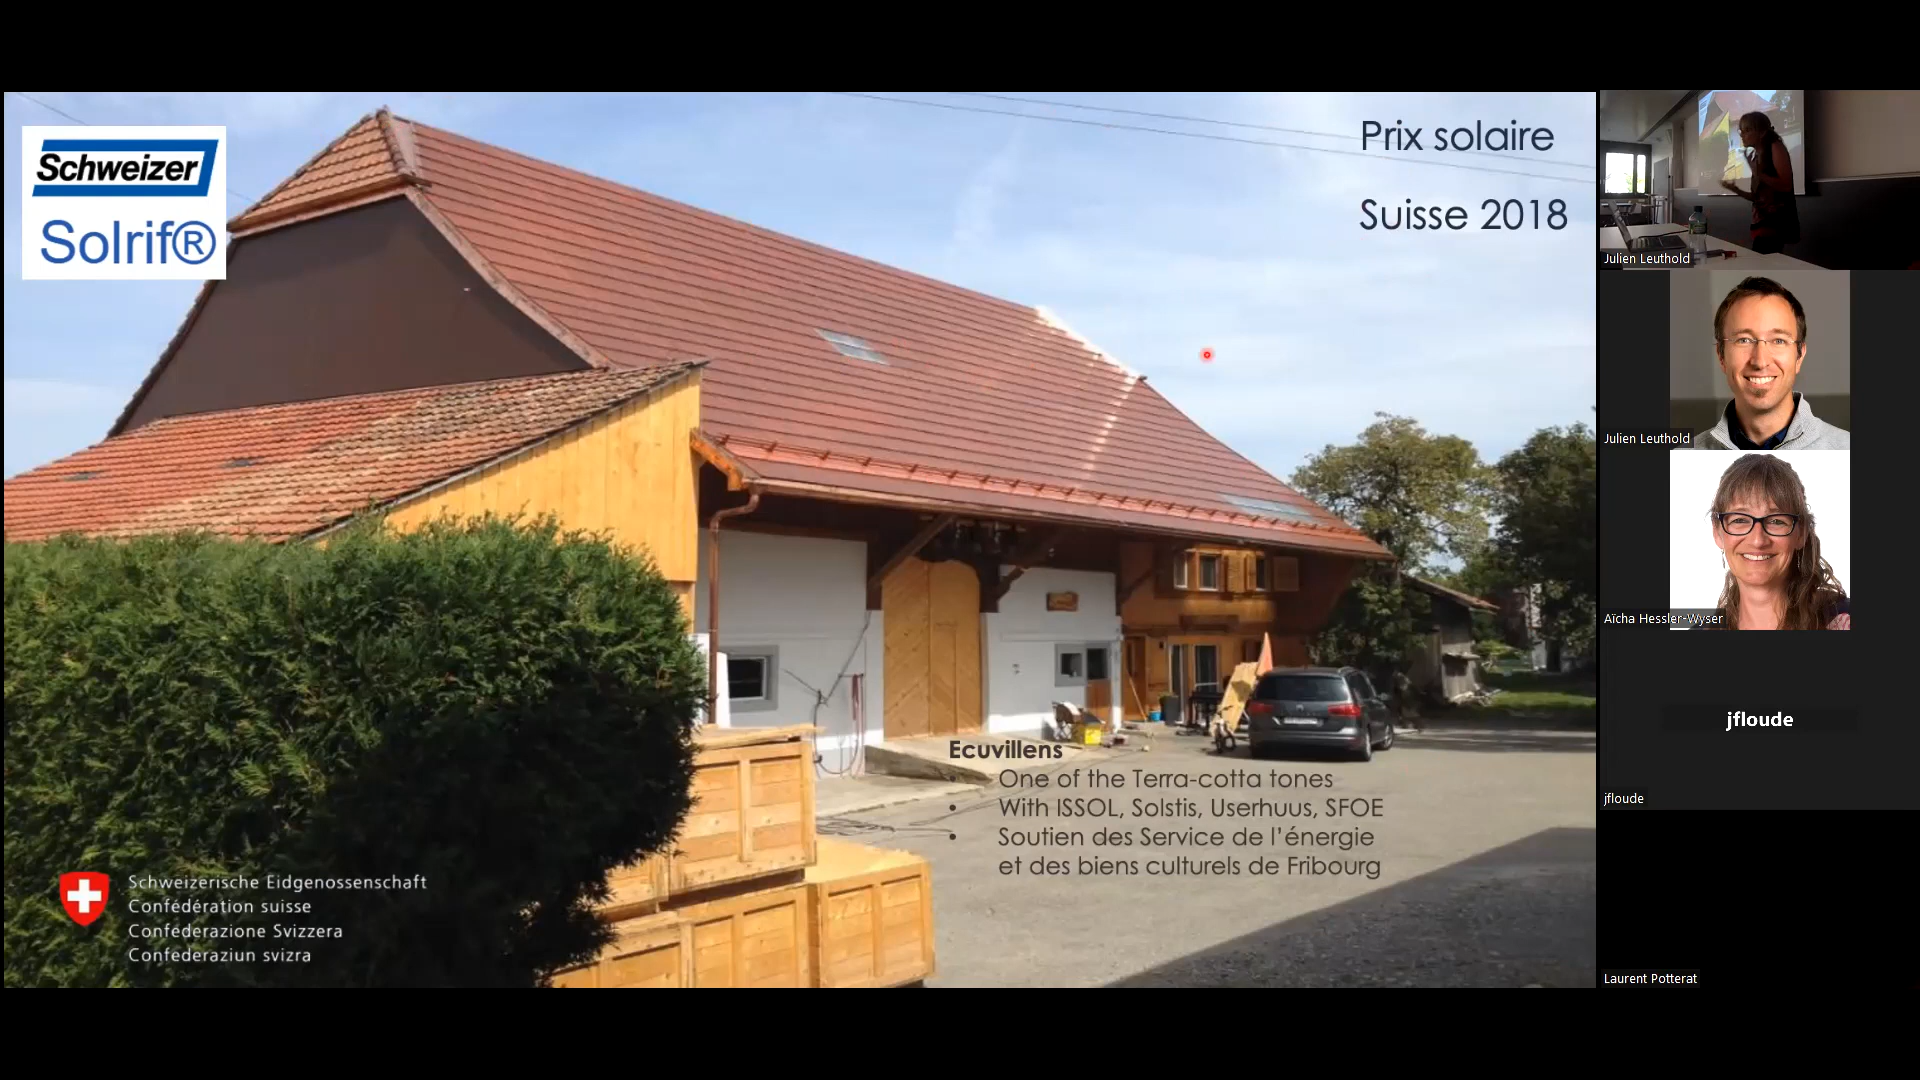 Schweizer
Solrif®
Prix solaire
Suisse 2018
Ecuvillens
• One of the Terra-cotta tones
• With ISSOL, Solstis, Userhuus, SFOE
• Soutien des Service de l’énergie
et des biens culturels de Fribourg
Schweizerische Eidgenossenschaft
Confédération suisse
Confederazione Svizzera
Confederaziun svizra
Julien Leuthold
Julien Leuthold
Aïcha Hessler-Wyser
jfloude
jfloude
Laurent Potterat